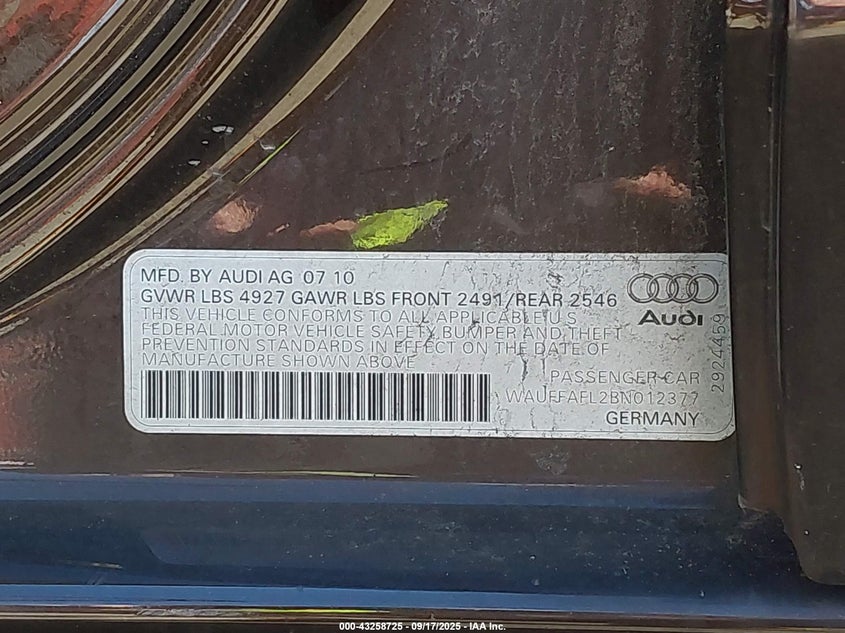 MFD. BY AUDI AG 07 10
GVWR LBS 4927 GAWR LBS FRONT 2491/REAR 2546
THIS VEHICLE CONFORMS TO ALL APPLICABLE U S
FEDERAL MOTOR VEHICLE SAFETY, BUMPER AND THEFT
PREVENTION STANDARDS IN EFFECT ON THE DATE OF
MANUFACTURE SHOWN ABOVE
Audi
2924459
PASSENGER CAR
WAUFFAFL2BN012377
GERMANY
000-43258725 - 09/17/2025 - IAA Inc.